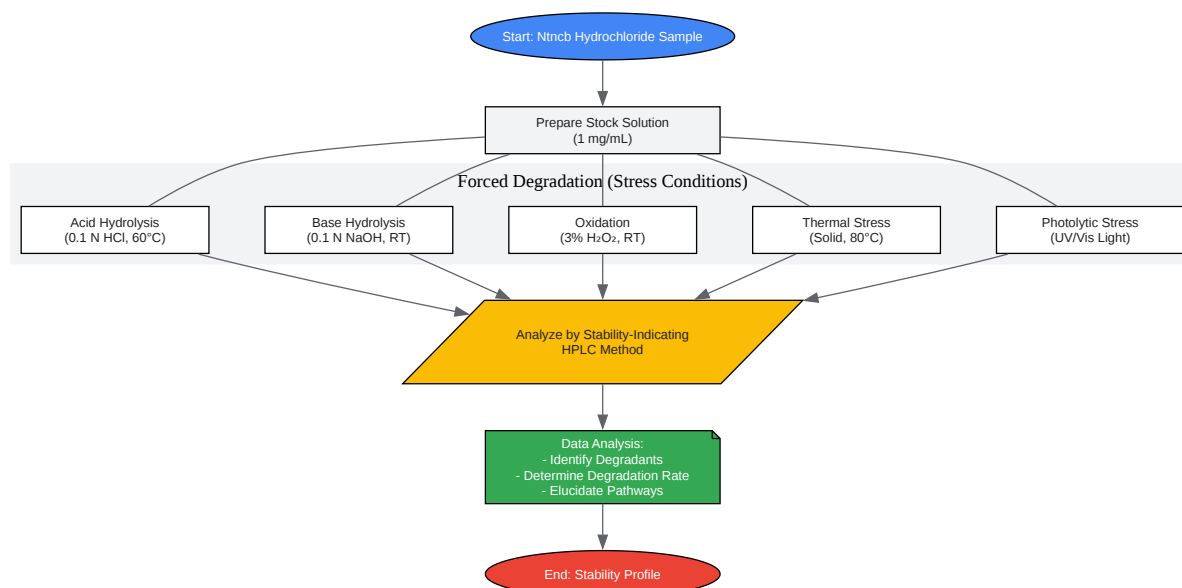 Start: Ntncb Hydrochloride Sample
Prepare Stock Solution
(1 mg/mL)
Forced Degradation (Stress Conditions)
Acid Hydrolysis
(0.1 N HCl, 60°C)
Base Hydrolysis
(0.1 N NaOH, RT)
Oxidation
(3% H₂O₂, RT)
Thermal Stress
(Solid, 80°C)
Photolytic Stress
(UV/Vis Light)
Analyze by Stability-Indicating
HPLC Method
Data Analysis:
- Identify Degradants
- Determine Degradation Rate
- Elucidate Pathways
End: Stability Profile